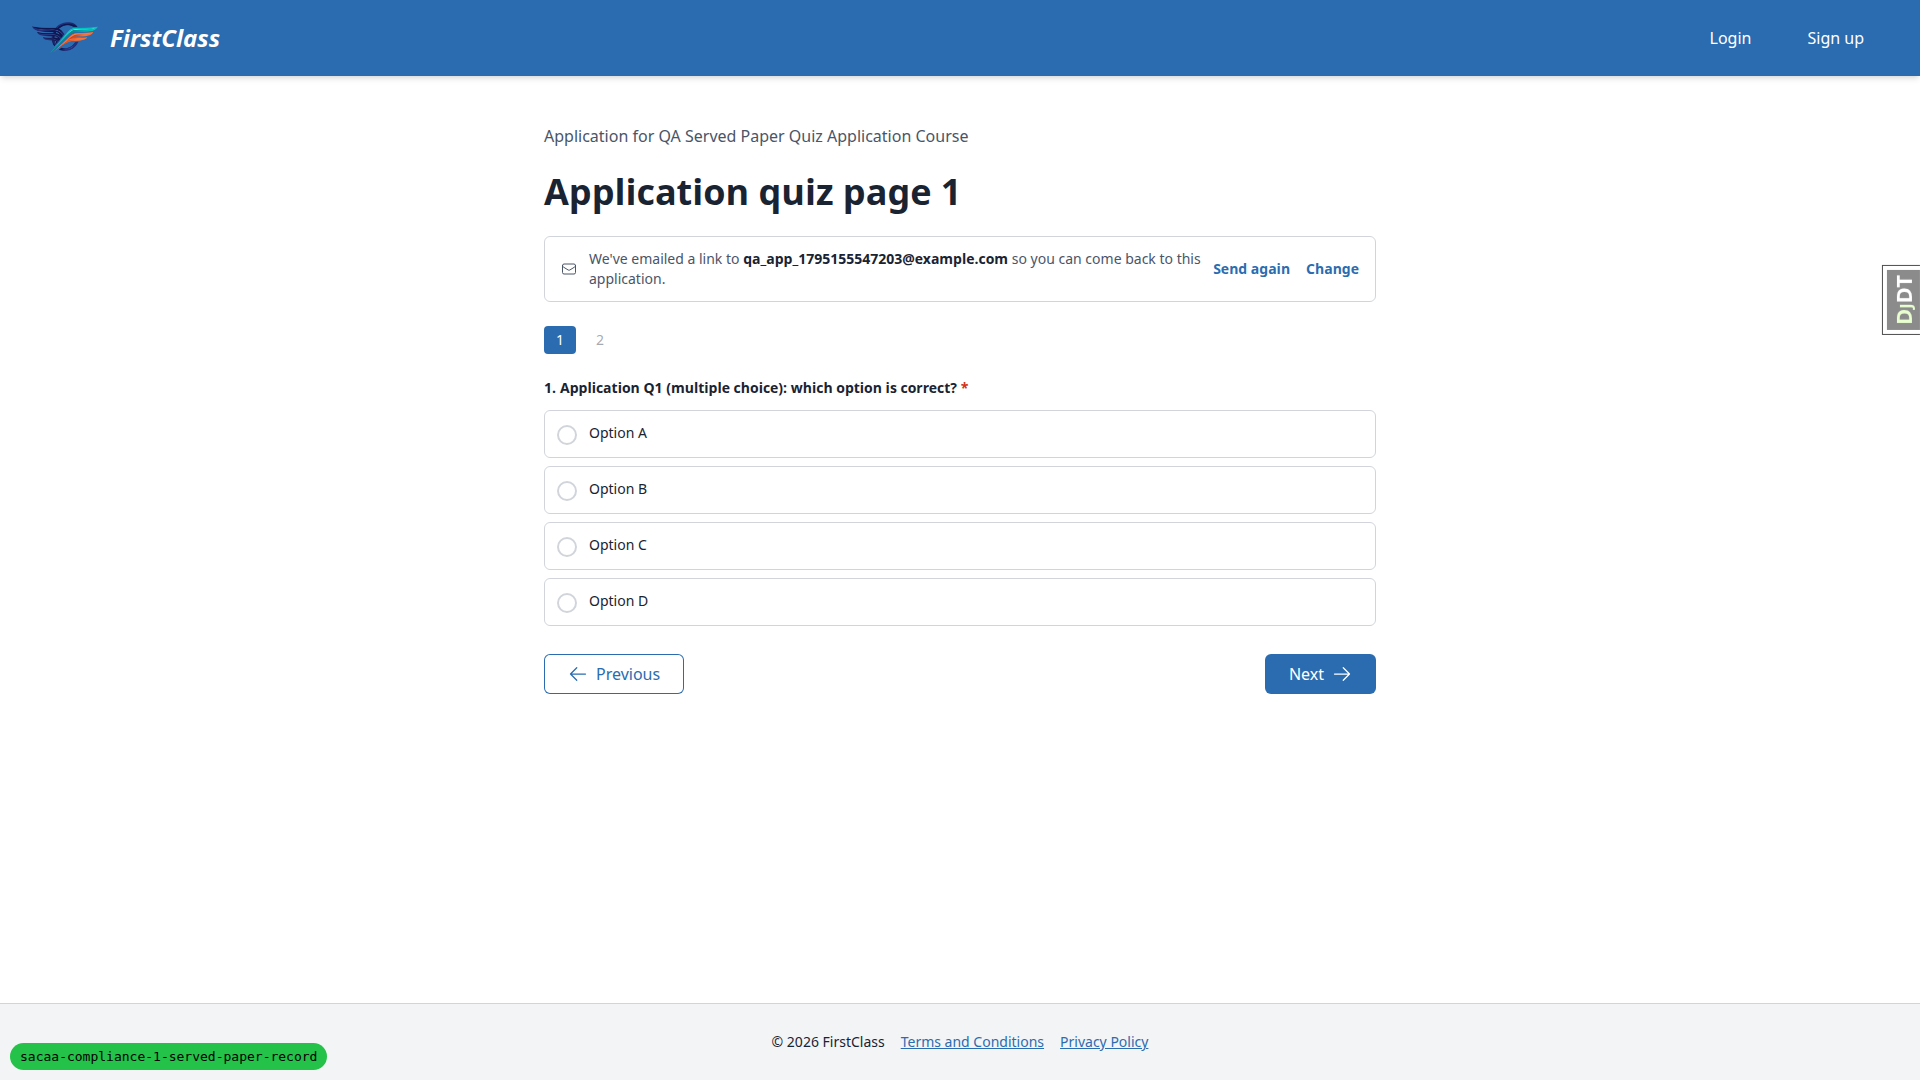 FirstClass
Login
Sign up
Application for QA Served Paper Quiz Application Course
Application quiz page 1
We've emailed a link to qa_app_1795155547203@example.com so you can come back to this
application.
Send again
Change
1
2
1. Application Q1 (multiple choice): which option is correct? *
Option A
Option B
Option C
Option D
Previous
Next
DJDT
© 2026 FirstClass
Terms and Conditions
Privacy Policy
sacaa-compliance-1-served-paper-record